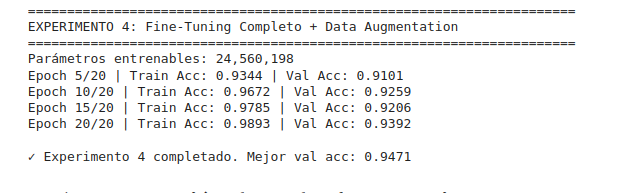 ======================================================================
EXPERIMENTO 4: Fine-Tuning Completo + Data Augmentation
======================================================================
Parámetros entrenables: 24,560,198
Epoch 5/20 | Train Acc: 0.9344 | Val Acc: 0.9101
Epoch 10/20 | Train Acc: 0.9672 | Val Acc: 0.9259
Epoch 15/20 | Train Acc: 0.9785 | Val Acc: 0.9206
Epoch 20/20 | Train Acc: 0.9893 | Val Acc: 0.9392
✓ Experimento 4 completado. Mejor val acc: 0.9471